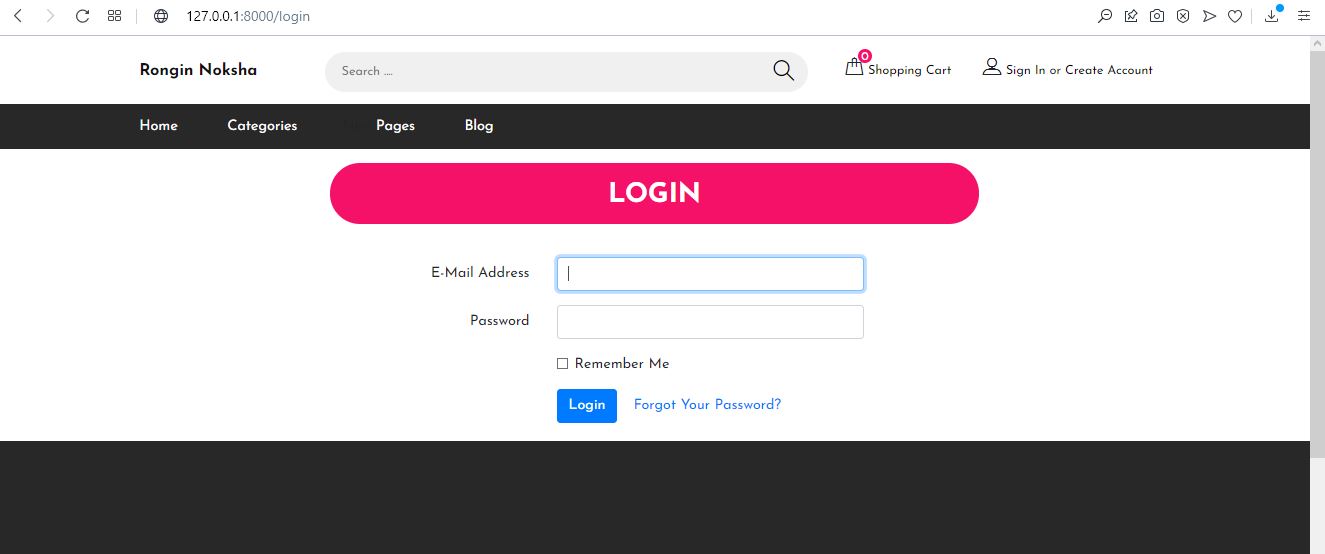 127.0.0.1:8000/login
Rongin Noksha
Search ....
0
Shopping Cart
Sign In or Create Account
Home Categories Pages Blog
LOGIN
E-Mail Address
Password
Remember Me
Login Forgot Your Password?